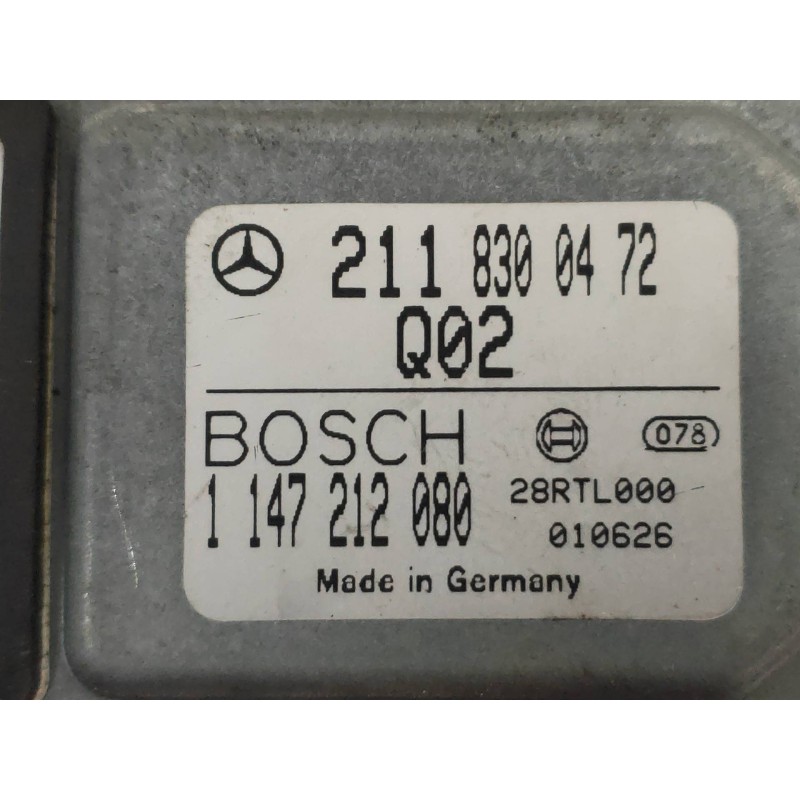 211 830 04 72
Q02
BOSCH 078
1 147 212 080 28RTL000
010626
Made in Germany